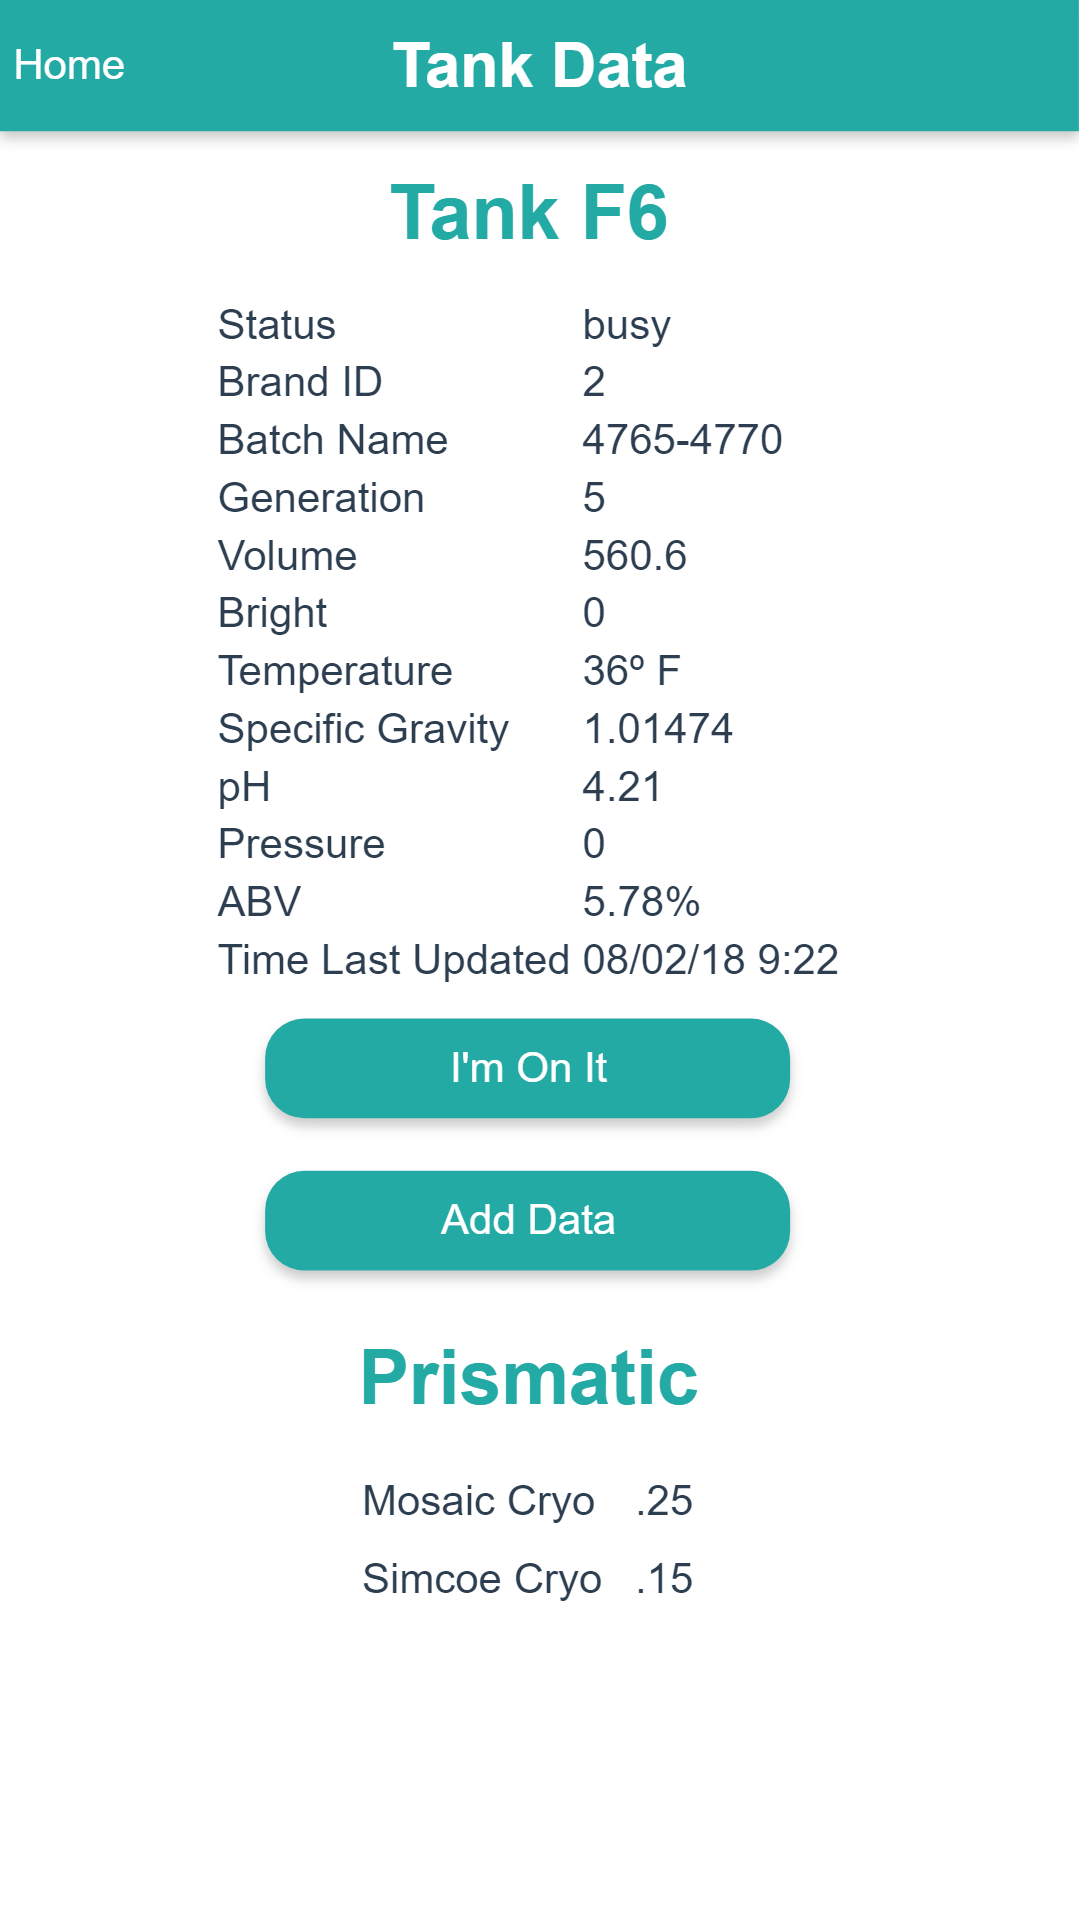 Home Tank Data
Tank F6
Status busy
Brand ID 2
Batch Name 4765-4770
Generation 5
Volume 560.6
Bright 0
Temperature 36º F
Specific Gravity 1.01474
pH 4.21
Pressure 0
ABV 5.78%
Time Last Updated 08/02/18 9:22
I'm On It
Add Data
Prismatic
Mosaic Cryo .25
Simcoe Cryo .15